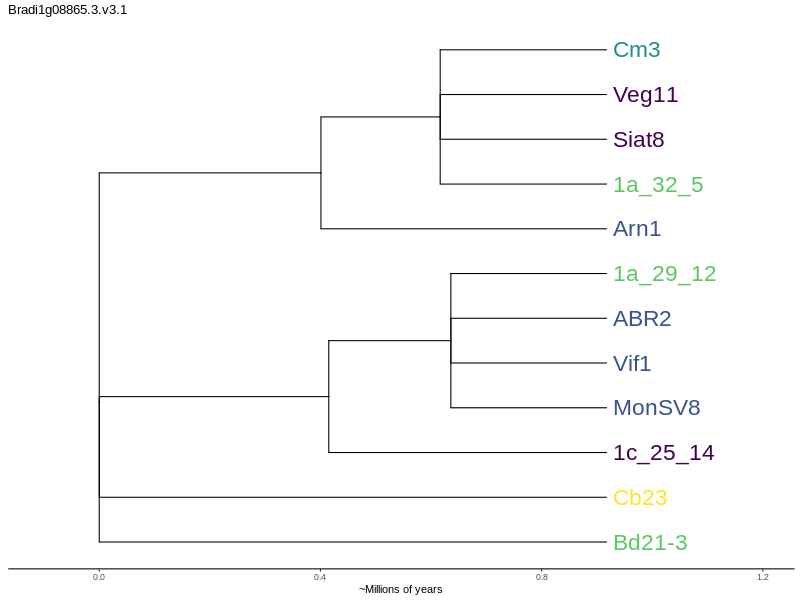 Bradi1g08865.3.v3.1
Cm3
Veg11
Siat8
1a_32_5
Arn1
1a_29_12
ABR2
Vif1
MonSV8
1c_25_14
Cb23
Bd21-3
0.0 0.4 0.8 1.2
~Millions of years